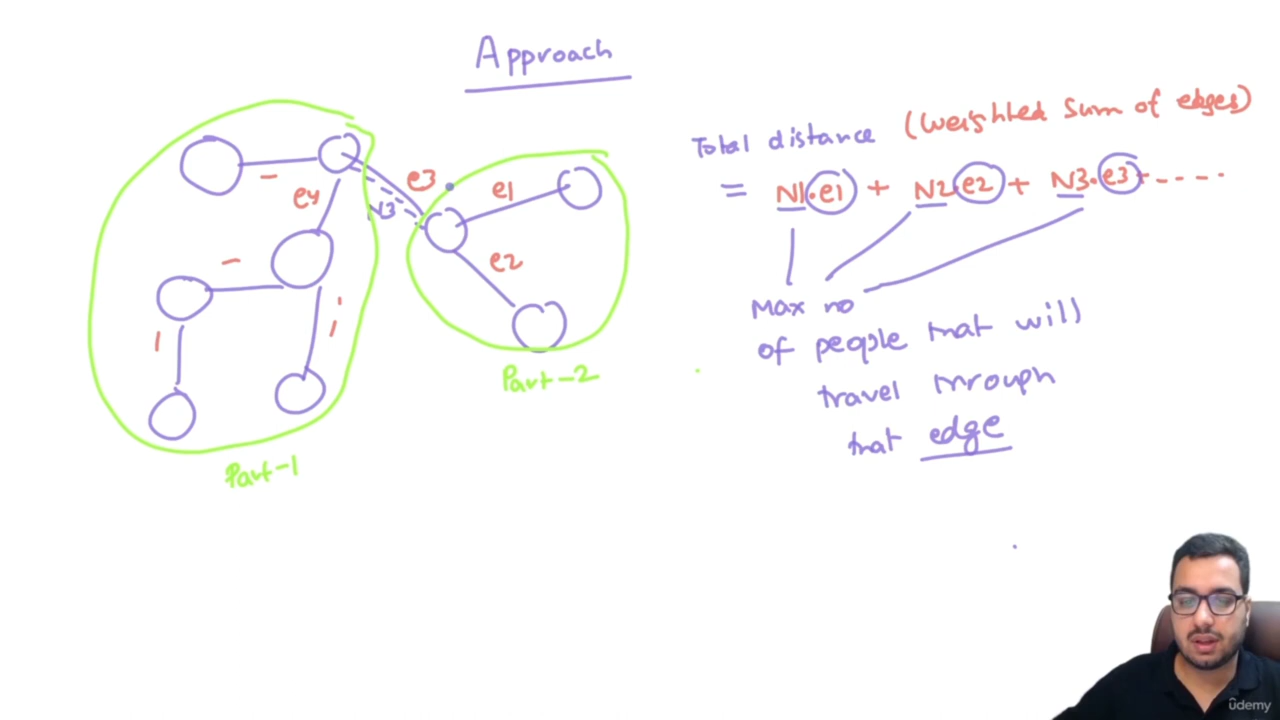 Approach
Total distance (Weighted Sum of edges)
= N1.e1 + N2.e2 + N3.e3 + - - - - .
Max no
of people that will
travel through
that edge
e3
N3
e1
e2
e4
Part-1
Part-2
ûdemy